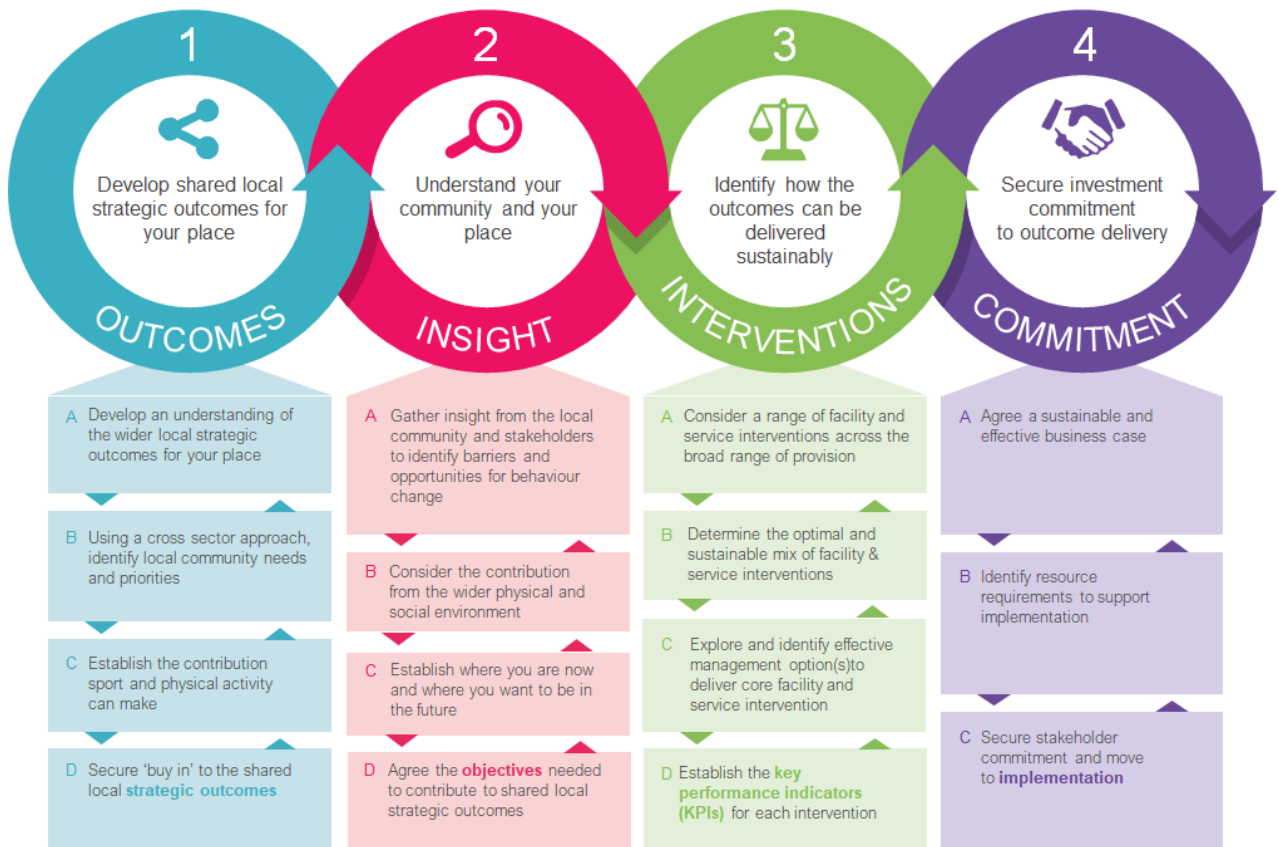 1
Develop shared local
strategic outcomes for
your place
OUTCOMES
2
Understand your
community and your
place
INSIGHT
3
Identify how the
outcomes can be
delivered
sustainably
INTERVENTIONS
4
Secure investment
commitment
to outcome delivery
COMMITMENT
A Develop an understanding of
the wider local strategic
outcomes for your place
B Using a cross sector approach,
identify local community needs
and priorities
C Establish the contribution
sport and physical activity
can make
D Secure ‘buy in’ to the shared
local strategic outcomes
A Gather insight from the local
community and stakeholders
to identify barriers and
opportunities for behaviour
change
B Consider the contribution
from the wider physical and
social environment
C Establish where you are now
and where you want to be in
the future
D Agree the objectives needed
to contribute to shared local
strategic outcomes
A Consider a range of facility and
service interventions across the
broad range of provision
B Determine the optimal and
sustainable mix of facility &
service interventions
C Explore and identify effective
management option(s)to
deliver core facility and
service intervention
D Establish the key
performance indicators
(KPIs) for each intervention
A Agree a sustainable and
effective business case
B Identify resource
requirements to support
implementation
C Secure stakeholder
commitment and move
to implementation